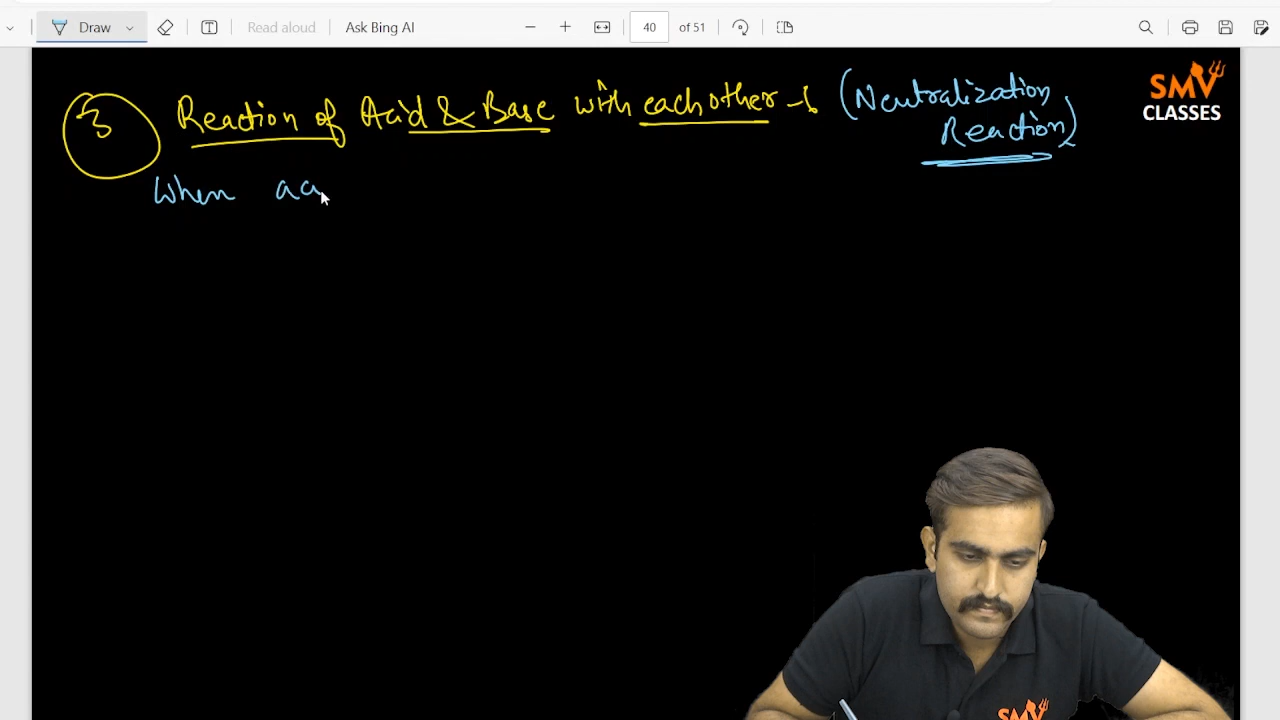 Draw
Read aloud
Ask Bing AI
40 of 51
SMV
CLASSES
3 Reaction of Acid & Base with each other - (Neutralization
Reaction)
When
SMV